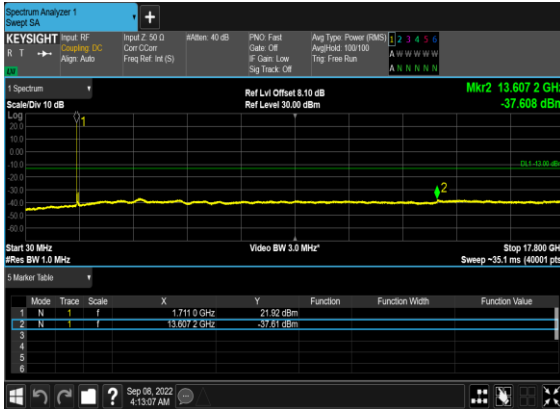 Spectrum Analyzer 1
Swept SA
+
KEYSIGHT
R T
LV
Input: RF
Coupling: DC
Align: Auto
Input Z: 50 Ω
Corr CCorr
Freq Ref: Int (S)
#Atten: 40 dB
PNO: Fast
Gate: Off
IF Gain: Low
Sig Track: Off
Avg Type: Power (RMS)
Avg|Hold: 100/100
Trig: Free Run
1 2 3 4 5 6
A W W W W W
A N N N N N
1 Spectrum
Scale/Div 10 dB
Ref Lvl Offset 8.10 dB
Ref Level 30.00 dBm
Mkr2 13.607 2 GHz
-37.608 dBm
Log
20.0
10.0
0.00
-10.0
-20.0
-30.0
-40.0
-50.0
-60.0
1
2
DL1 -13.00 dBm
Start 30 MHz
#Res BW 1.0 MHz
Video BW 3.0 MHz*
Stop 17.800 GHz
Sweep ~35.1 ms (40001 pts)
5 Marker Table
Mode Trace Scale X Y Function Function Width Function Value
1 N 1 f 1.711 0 GHz 21.92 dBm
2 N 1 f 13.607 2 GHz -37.61 dBm
3
4
5
6
?
Sep 08, 2022
4:13:07 AM